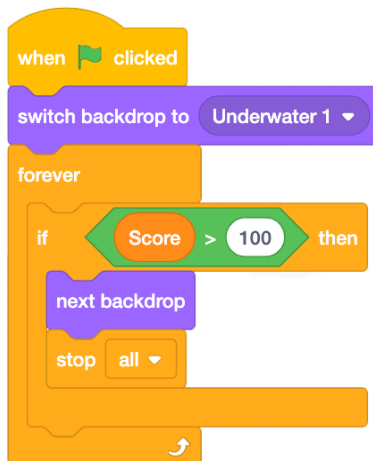 when clicked
switch backdrop to Underwater 1
forever
if Score > 100 then
next backdrop
stop all